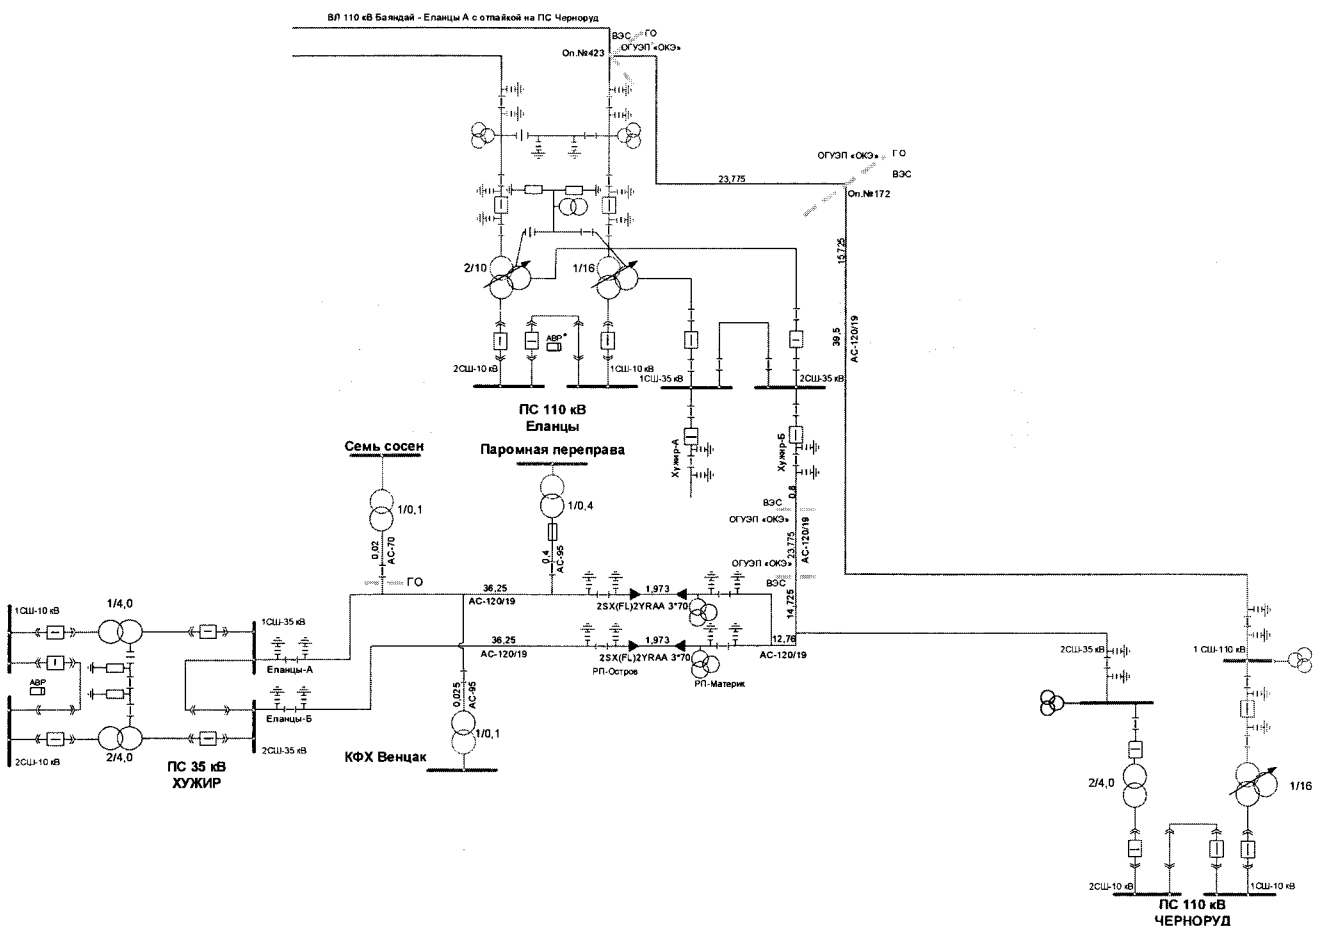 ВЛ 110 кВ Баяндай - Еланцы А с отпайкой на ПС Черноруд
ВЭС
ГО
ОГУЭП «ОКЭ»
Оп.№423
ОГУЭП «ОКЭ»
ГО
ВЭС
23,775
Оп.№172
15,725
2/10
1/16
39,5
АС-120/19
АВР*
2СШ-10 кВ
1СШ-10 кВ
1СШ-35 кВ
2СШ-35 кВ
ПС 110 кВ
Еланцы
Хужир-А
Хужир-Б
0,8
Семь сосен
Паромная переправа
1/0,1
1/0,4
ВЭС
ОГУЭП «ОКЭ»
23,775
АС-120/19
ОГУЭП «ОКЭ»
ВЭС
14,725
0,02
АС-70
0,4
АС-95
ГО
36,25
АС-120/19
1,973
2SX(FL)2YRAA 3*70
36,25
АС-120/19
1,973
2SX(FL)2YRAA 3*70
12,76
АС-120/19
РП-Остров
РП-Материк
1СШ-10 кВ
1/4,0
1СШ-35 кВ
Еланцы-А
АВР
Еланцы-Б
2СШ-10 кВ
2/4,0
2СШ-35 кВ
ПС 35 кВ
ХУЖИР
0,025
АС-95
1/0,1
КФХ Венцак
2СШ-35 кВ
1 СШ-110 кВ
2/4,0
1/16
2СШ-10 кВ
1СШ-10 кВ
ПС 110 кВ
ЧЕРНОРУД